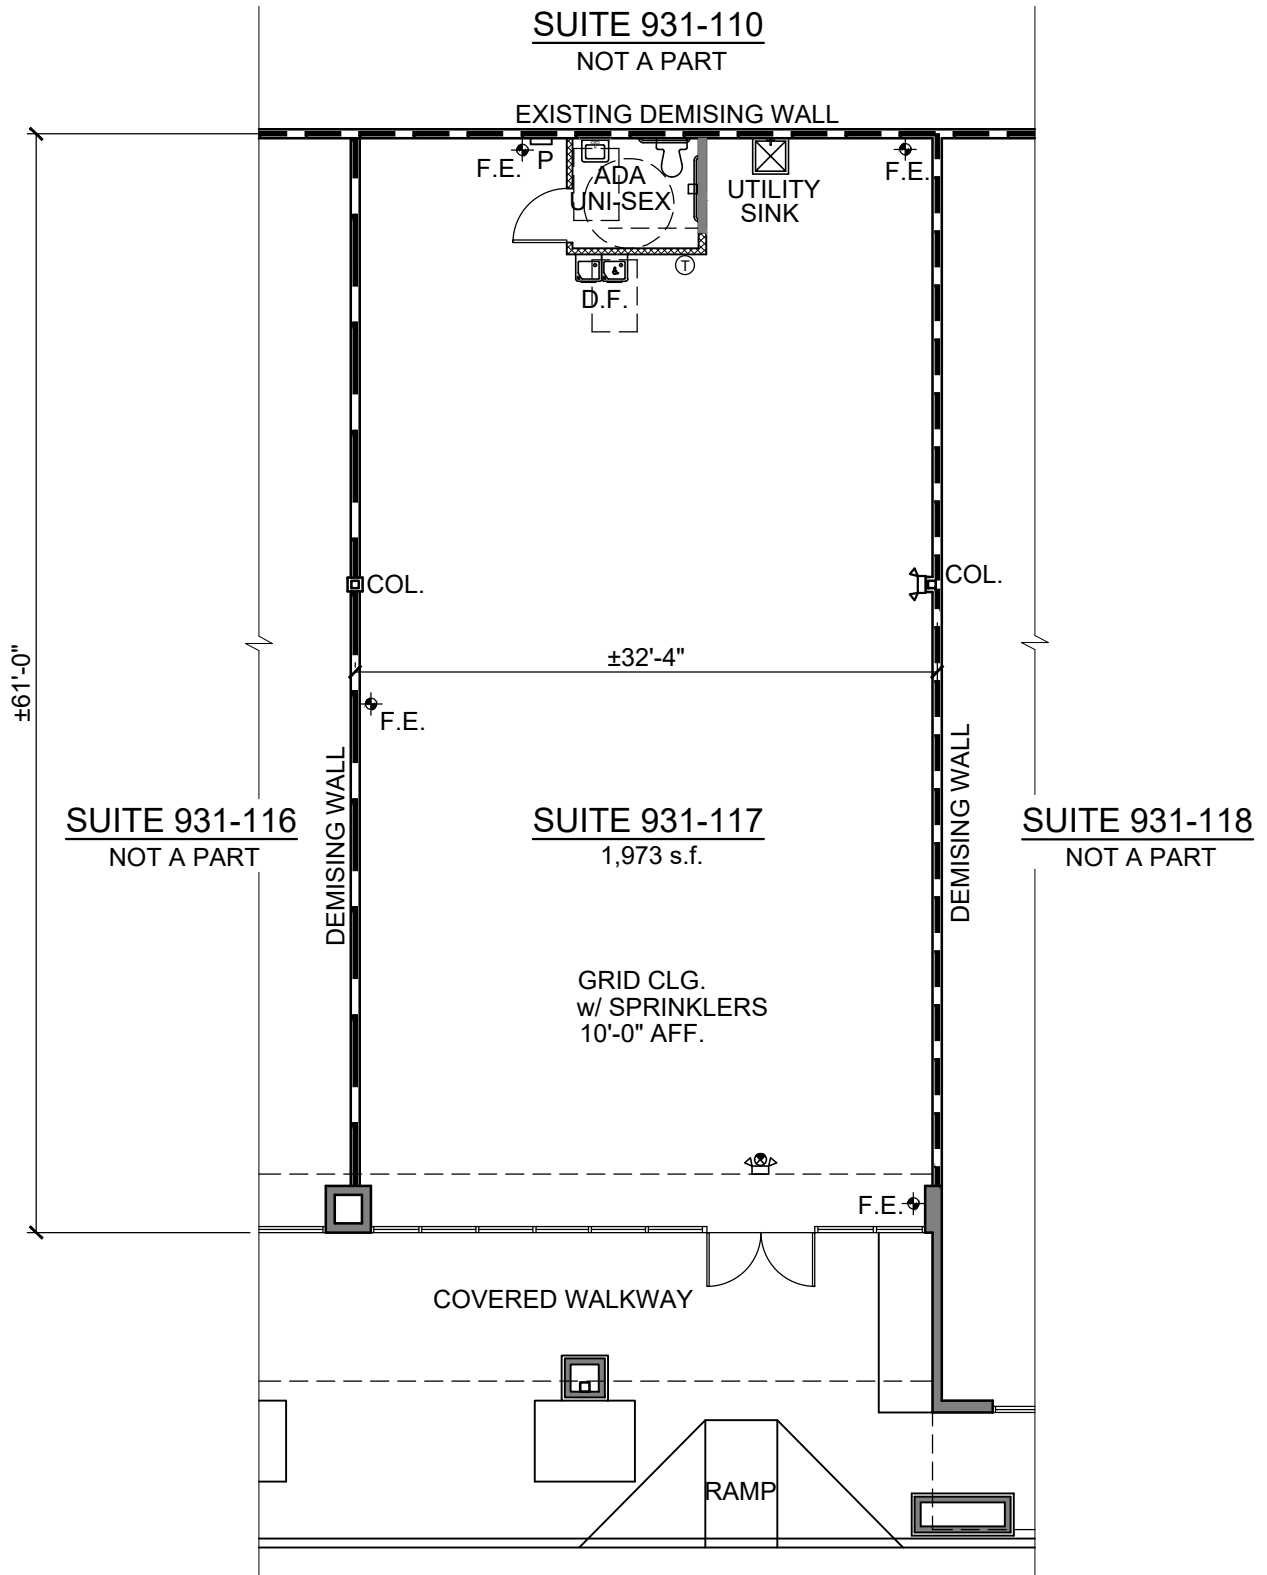 SUITE 931-110
NOT A PART
EXISTING DEMISING WALL
F.E.
P
ADA
UNI-SEX
UTILITY
SINK
F.E.
T
D.F.
COL.
COL.
±61'-0"
±32'-4"
F.E.
DEMISING WALL
DEMISING WALL
SUITE 931-116
NOT A PART
SUITE 931-117
1,973 s.f.
SUITE 931-118
NOT A PART
GRID CLG.
w/ SPRINKLERS
10'-0" AFF.
F.E.
COVERED WALKWAY
RAMP